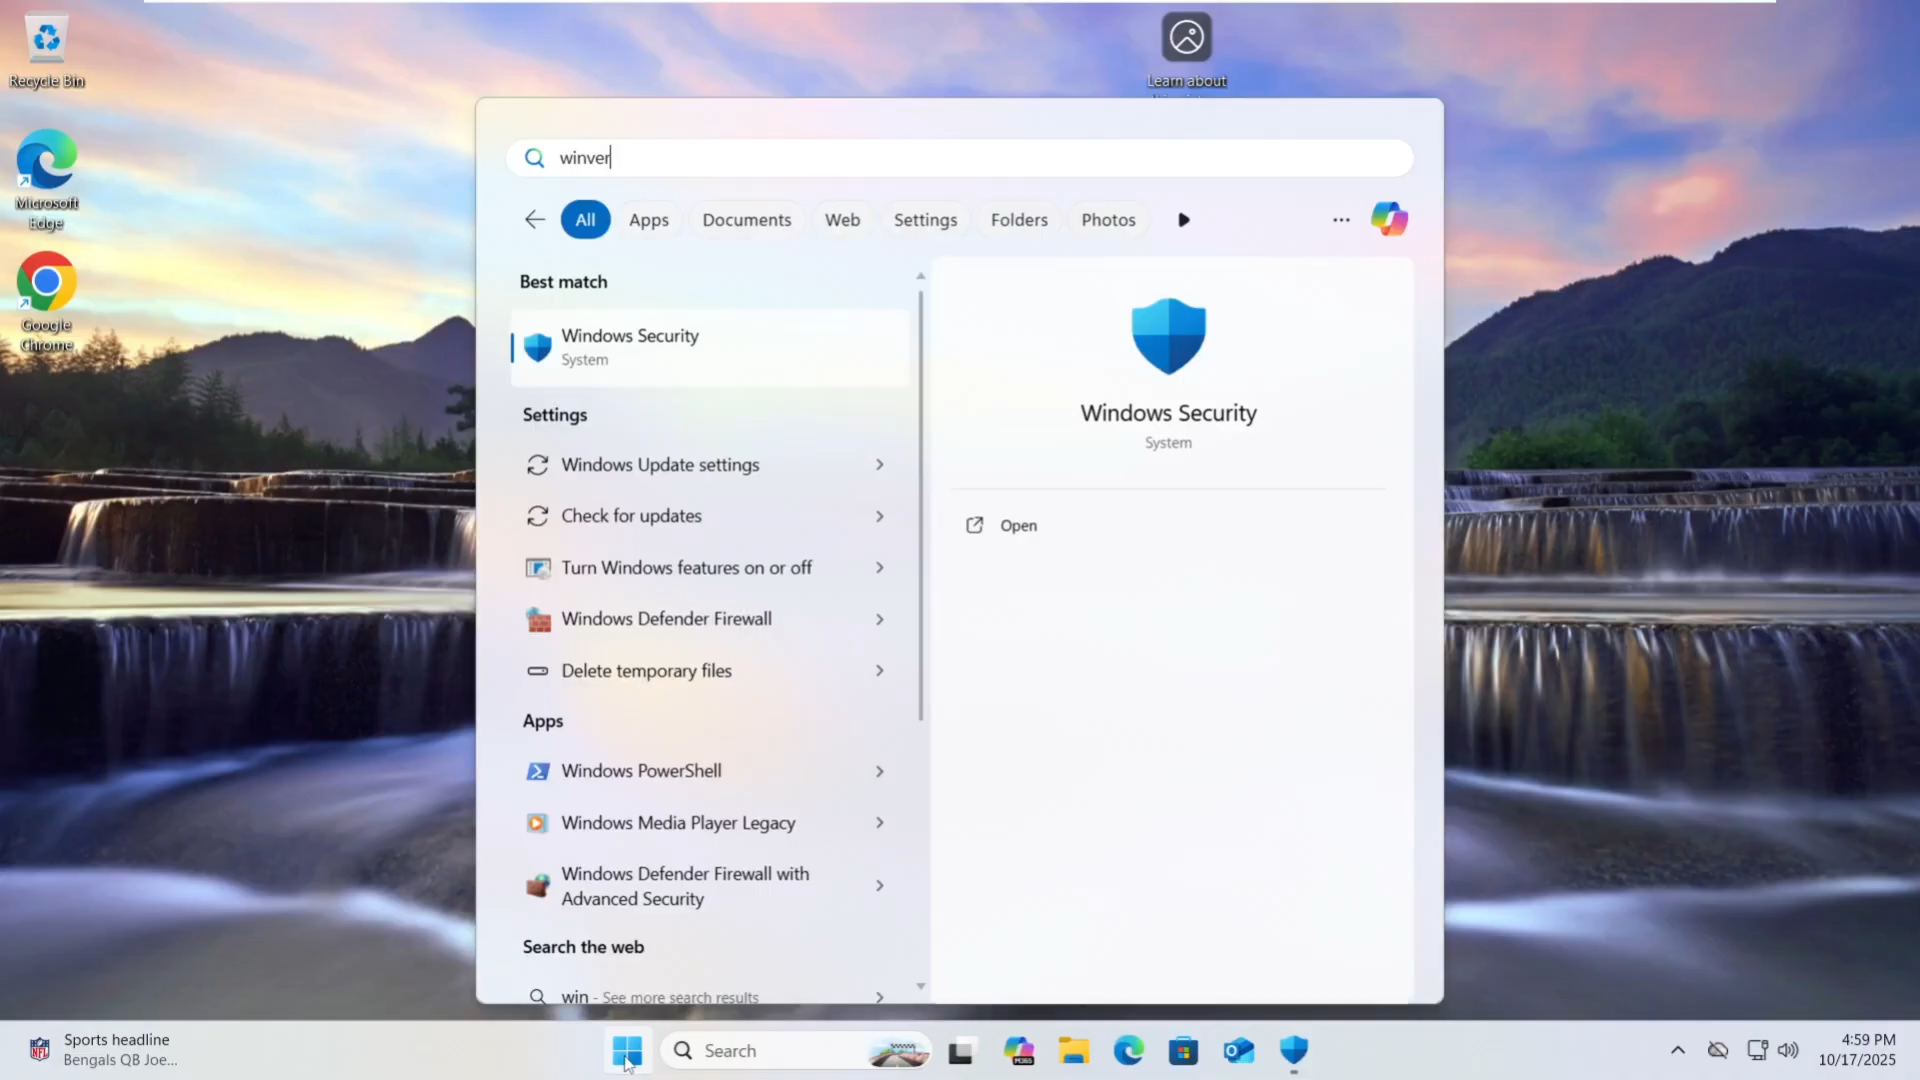 Recycle Bin
Microsoft
Edge
Google
Chrome
Learn about
winver
All
Apps
Documents
Web
Settings
Folders
Photos
Best match
Windows Security
System
Settings
Windows Update settings
Check for updates
Turn Windows features on or off
Windows Defender Firewall
Delete temporary files
Apps
Windows PowerShell
Windows Media Player Legacy
Windows Defender Firewall with
Advanced Security
Search the web
win - See more search results
Windows Security
System
Open
NFL
Sports headline
Bengals QB Joe...
Search
M365
4:59 PM
10/17/2025